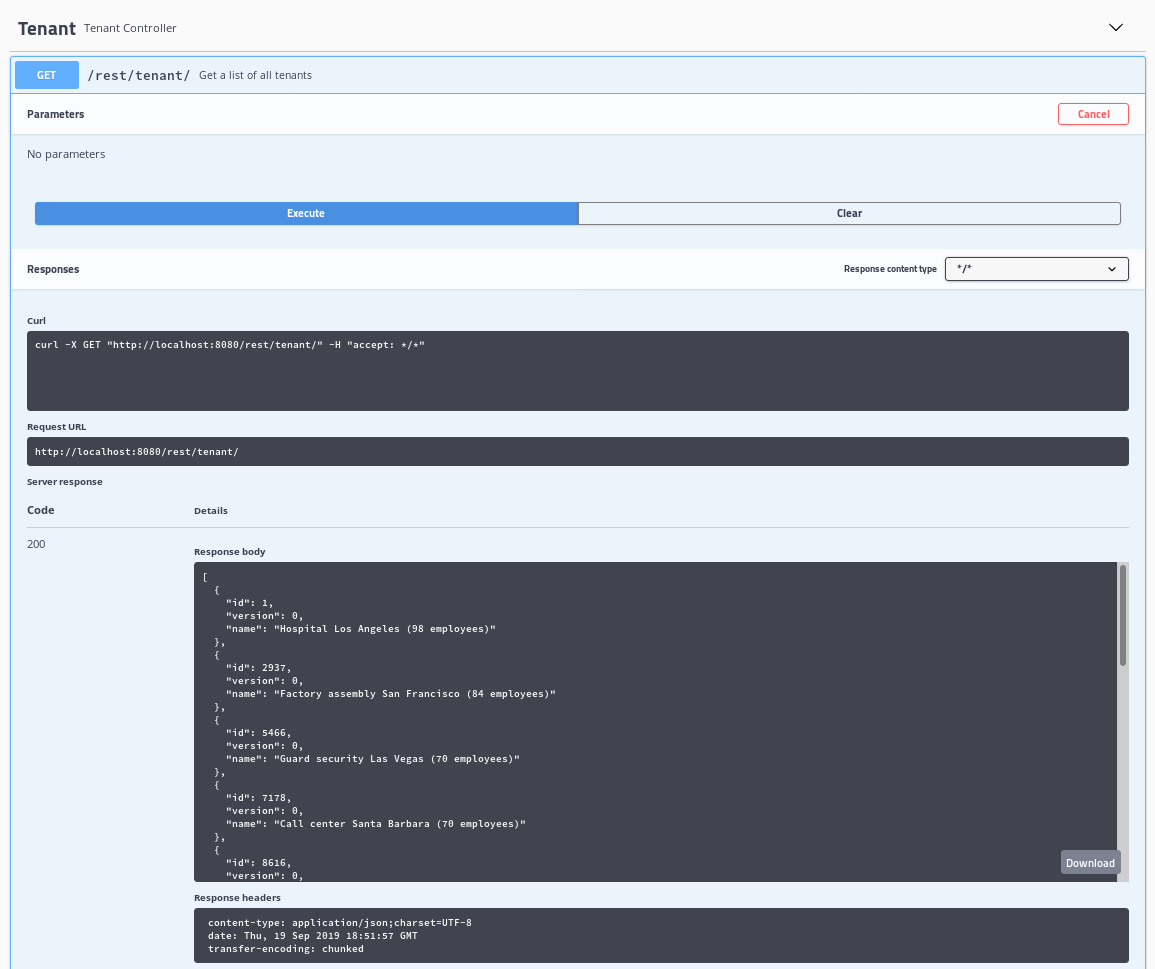 Tenant Tenant Controller
GET /rest/tenant/ Get a list of all tenants
Parameters Cancel
No parameters
Execute Clear
Responses Response content type */*
Curl
curl -X GET "http://localhost:8080/rest/tenant/" -H "accept: */*"
Request URL
http://localhost:8080/rest/tenant/
Server response
Code Details
200
Response body
[
  {
    "id": 1,
    "version": 0,
    "name": "Hospital Los Angeles (98 employees)"
  },
  {
    "id": 2937,
    "version": 0,
    "name": "Factory assembly San Francisco (84 employees)"
  },
  {
    "id": 5466,
    "version": 0,
    "name": "Guard security Las Vegas (70 employees)"
  },
  {
    "id": 7178,
    "version": 0,
    "name": "Call center Santa Barbara (70 employees)"
  },
  {
    "id": 8616,
    "version": 0,
Download
Response headers
content-type: application/json;charset=UTF-8
date: Thu, 19 Sep 2019 18:51:57 GMT
transfer-encoding: chunked